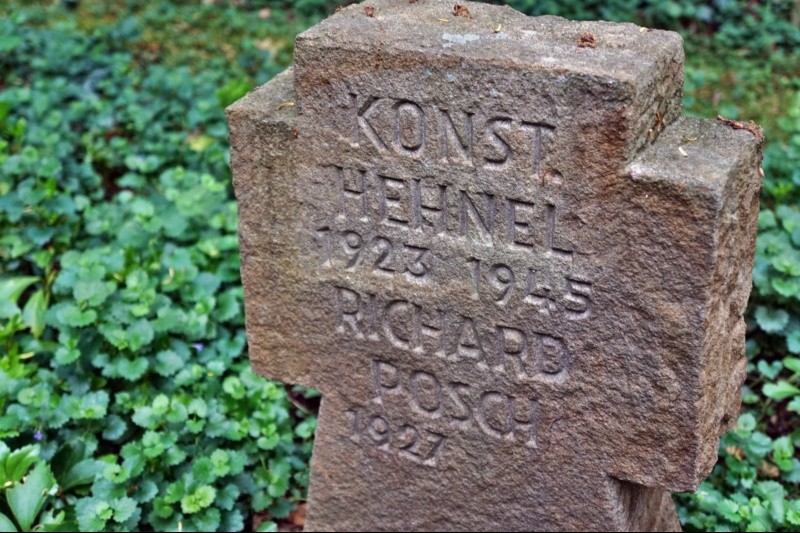 KONST.
HEHNEL
1923 1945
RICHARD
POSCH
1927